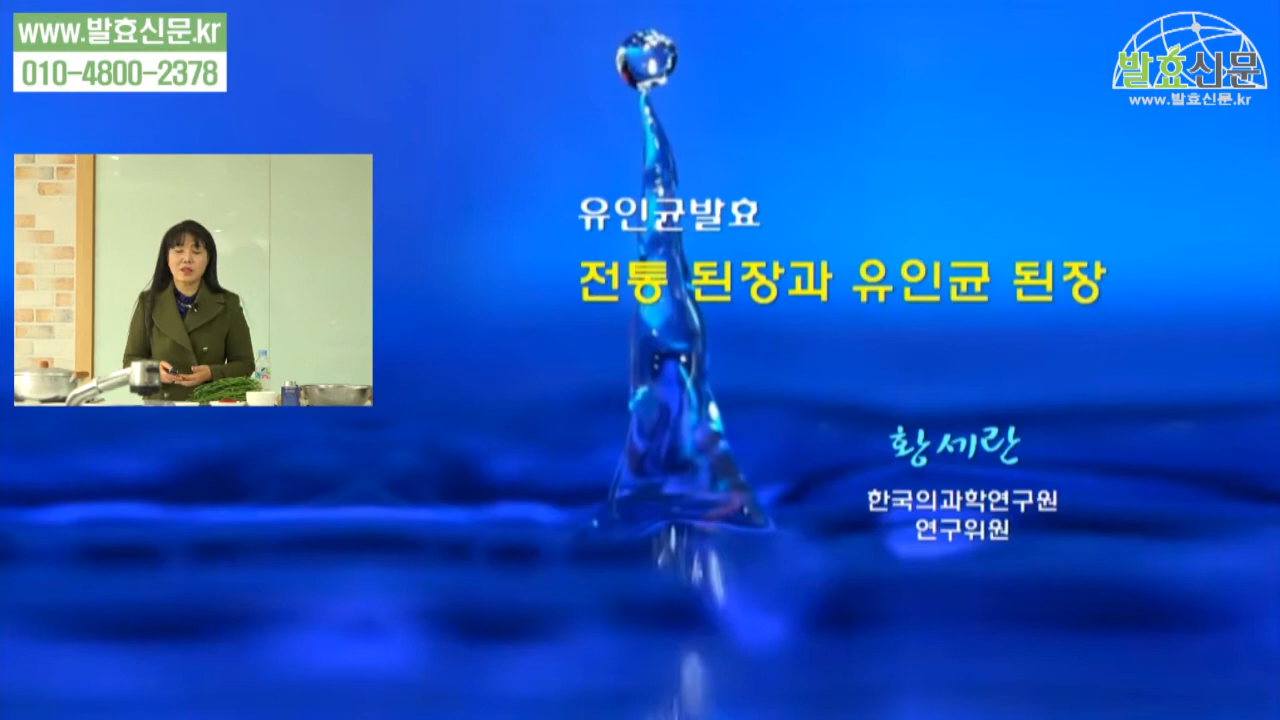 www.발효신문.kr
010-4800-2378
발효신문
www.발효신문.kr
유인균발효
전통 된장과 유인균 된장
황세란
한국의과학연구원
연구위원